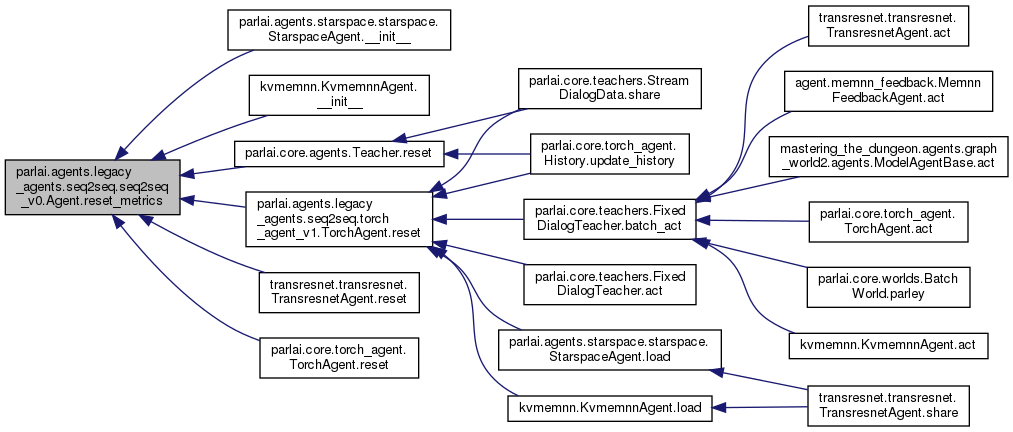 parlai.agents.legacy
_agents.seq2seq.seq2seq
_v0.Agent.reset_metrics
parlai.agents.starspace.starspace.
StarspaceAgent.__init__
kvmemnn.KvmemnnAgent.
__init__
parlai.core.agents.Teacher.reset
parlai.agents.legacy
_agents.seq2seq.torch
_agent_v1.TorchAgent.reset
transresnet.transresnet.
TransresnetAgent.reset
parlai.core.torch_agent.
TorchAgent.reset
parlai.core.teachers.Stream
DialogData.share
parlai.core.torch_agent.
History.update_history
parlai.core.teachers.Fixed
DialogTeacher.batch_act
parlai.core.teachers.Fixed
DialogTeacher.act
parlai.agents.starspace.starspace.
StarspaceAgent.load
kvmemnn.KvmemnnAgent.load
transresnet.transresnet.
TransresnetAgent.act
agent.memnn_feedback.Memnn
FeedbackAgent.act
mastering_the_dungeon.agents.graph
_world2.agents.ModelAgentBase.act
parlai.core.torch_agent.
TorchAgent.act
parlai.core.worlds.Batch
World.parley
kvmemnn.KvmemnnAgent.act
transresnet.transresnet.
TransresnetAgent.share